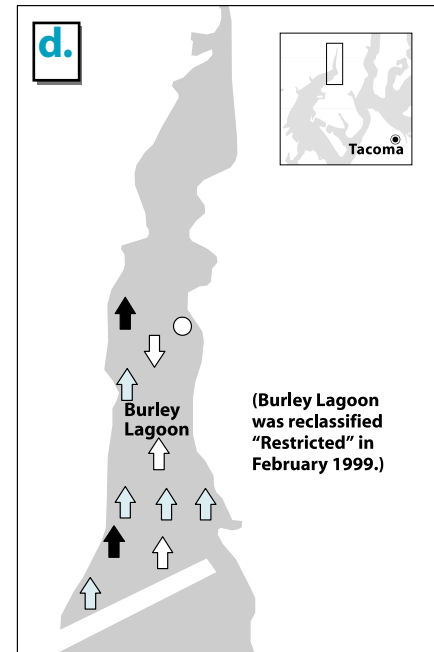 d.
Tacoma
Burley
Lagoon
(Burley Lagoon
was reclassified
“Restricted” in
February 1999.)